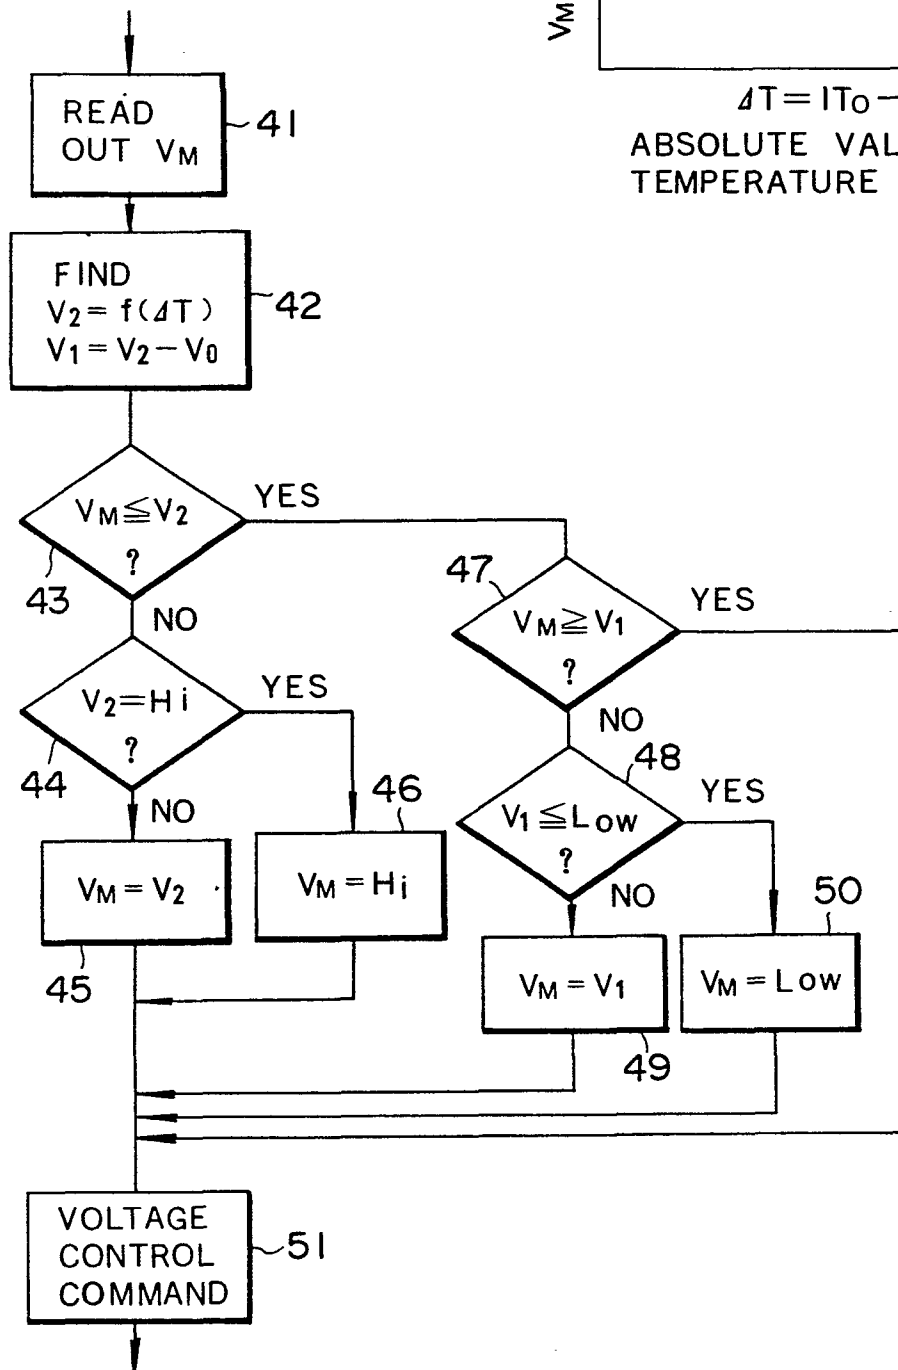 VM
ΔT = |To −
ABSOLUTE VAL
TEMPERATURE
READ
OUT VM
41
FIND
V2 = f(ΔT)
V1 = V2 − V0
42
VM ≦ V2
?
YES
43
NO
V2 = Hi
?
YES
44
NO
VM = V2
45
46
VM = Hi
47
VM ≧ V1
?
YES
NO
48
V1 ≦ Low
?
YES
NO
VM = V1
49
50
VM = Low
VOLTAGE
CONTROL
COMMAND
51